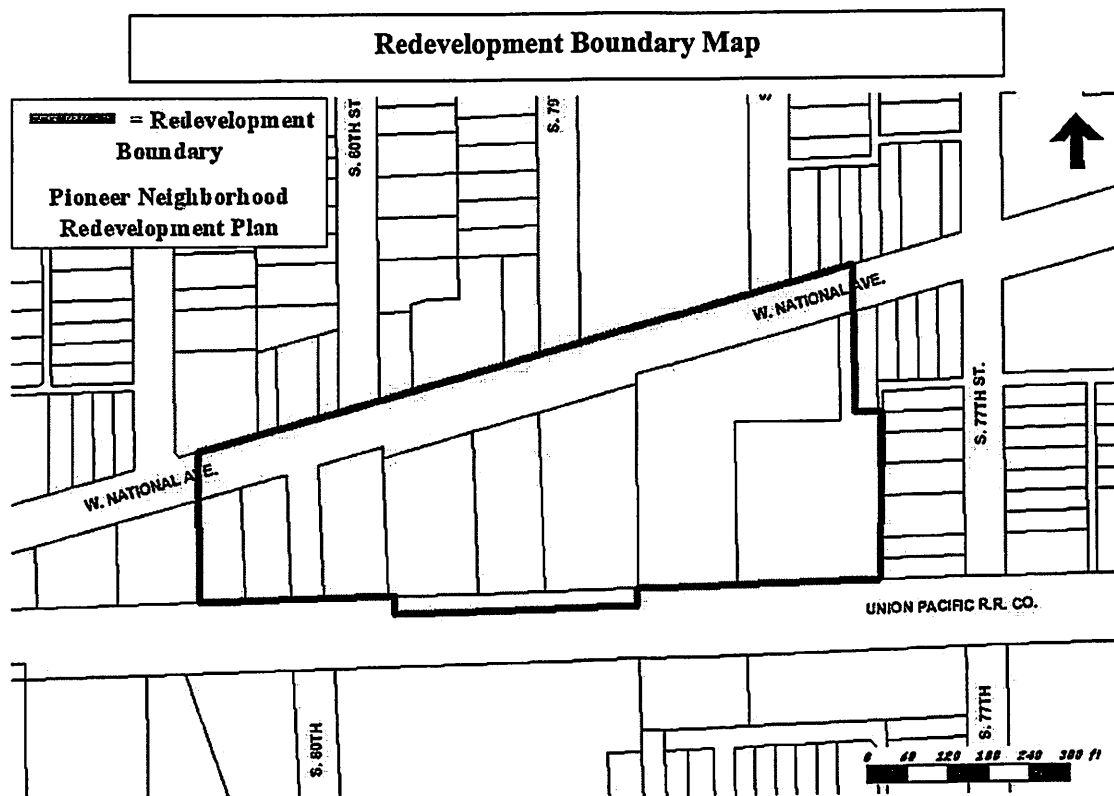 Redevelopment Boundary Map
= Redevelopment
Boundary
Pioneer Neighborhood
Redevelopment Plan
S. 80TH ST
S. 79
W. NATIONAL AVE.
W. NATIONAL AVE.
S. 77TH ST.
UNION PACIFIC R.R. CO.
S. 80TH
S. 77TH
0 60 120 180 240 300 ft